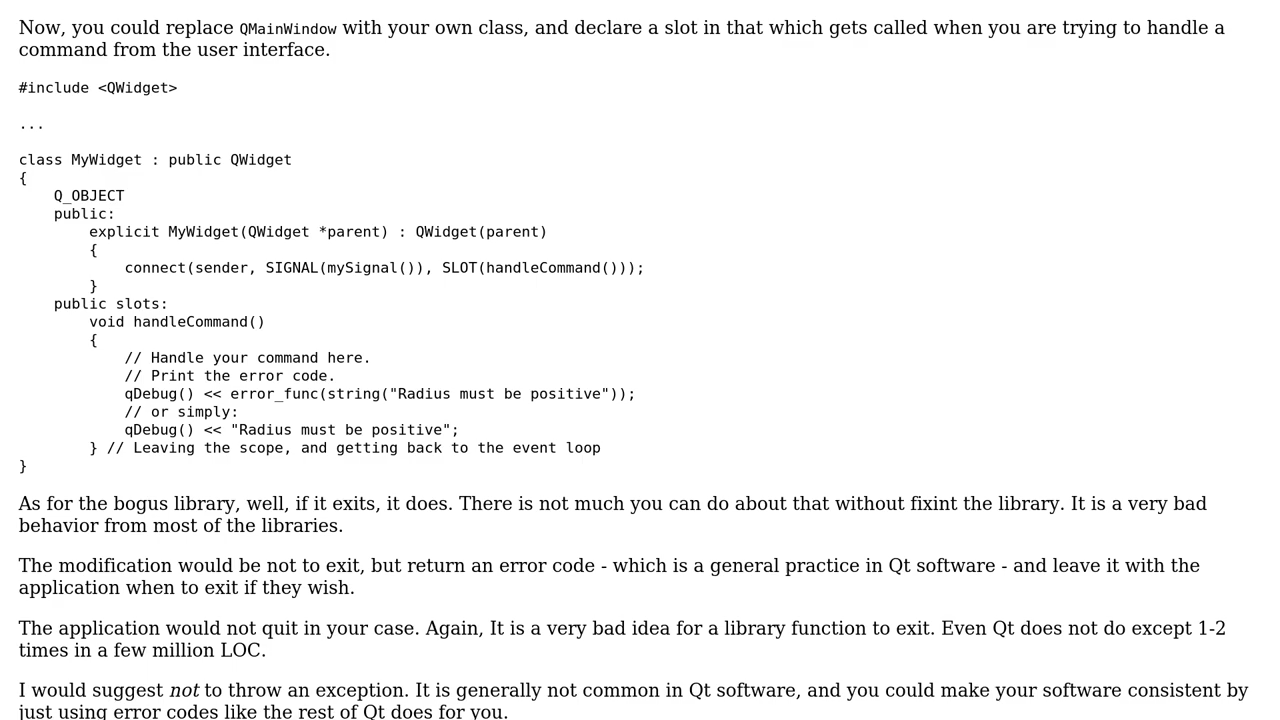 Now, you could replace QMainWindow with your own class, and declare a slot in that which gets called when you are trying to handle a
command from the user interface.
#include <QWidget>
...
class MyWidget : public QWidget
{
    Q_OBJECT
    public:
        explicit MyWidget(QWidget *parent) : QWidget(parent)
        {
            connect(sender, SIGNAL(mySignal()), SLOT(handleCommand()));
        }
    public slots:
        void handleCommand()
        {
            // Handle your command here.
            // Print the error code.
            qDebug() << error_func(string("Radius must be positive"));
            // or simply:
            qDebug() << "Radius must be positive";
        } // Leaving the scope, and getting back to the event loop
}
As for the bogus library, well, if it exits, it does. There is not much you can do about that without fixint the library. It is a very bad
behavior from most of the libraries.
The modification would be not to exit, but return an error code - which is a general practice in Qt software - and leave it with the
application when to exit if they wish.
The application would not quit in your case. Again, It is a very bad idea for a library function to exit. Even Qt does not do except 1-2
times in a few million LOC.
I would suggest not to throw an exception. It is generally not common in Qt software, and you could make your software consistent by
just using error codes like the rest of Qt does for you.